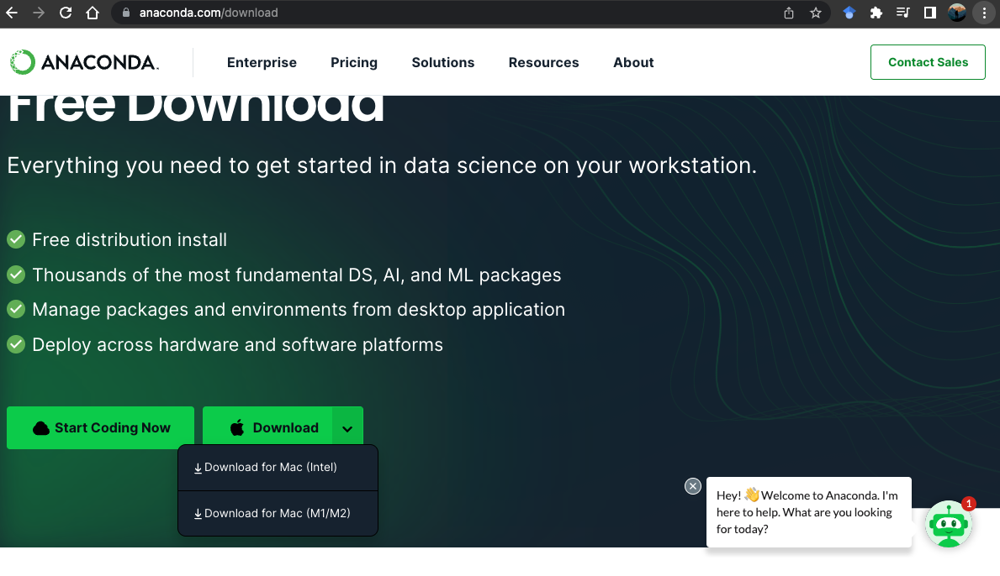 anaconda.com/download
ANACONDA.
Enterprise
Pricing
Solutions
Resources
About
Contact Sales
Free Download
Everything you need to get started in data science on your workstation.
Free distribution install
Thousands of the most fundamental DS, AI, and ML packages
Manage packages and environments from desktop application
Deploy across hardware and software platforms
Start Coding Now
Download
Download for Mac (Intel)
Download for Mac (M1/M2)
Hey! 👋 Welcome to Anaconda. I'm
here to help. What are you looking
for today?
1